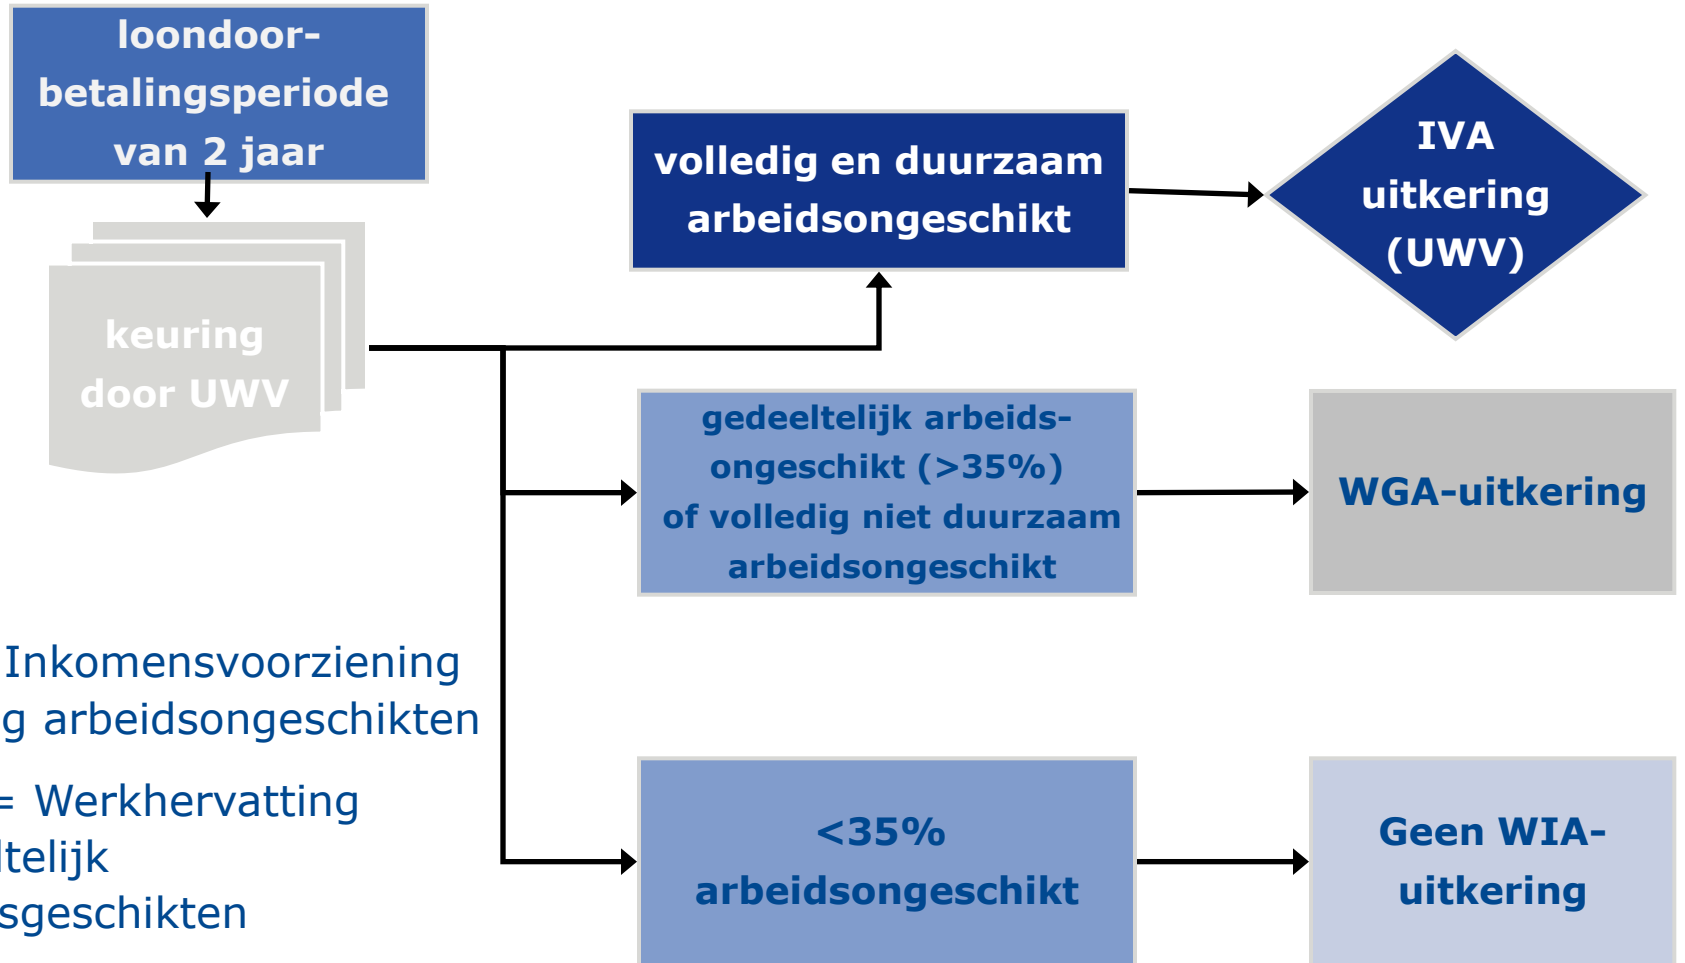 loondoor-
betalingsperiode
van 2 jaar
keuring
door UWV
volledig en duurzaam
arbeidsongeschikt
IVA
uitkering
(UWV)
gedeeltelijk arbeids-
ongeschikt (>35%)
of volledig niet duurzaam
arbeidsongeschikt
WGA-uitkering
Inkomensvoorziening
g arbeidsongeschikten
= Werkhervatting
ltelijk
sgeschikten
<35%
arbeidsongeschikt
Geen WIA-
uitkering